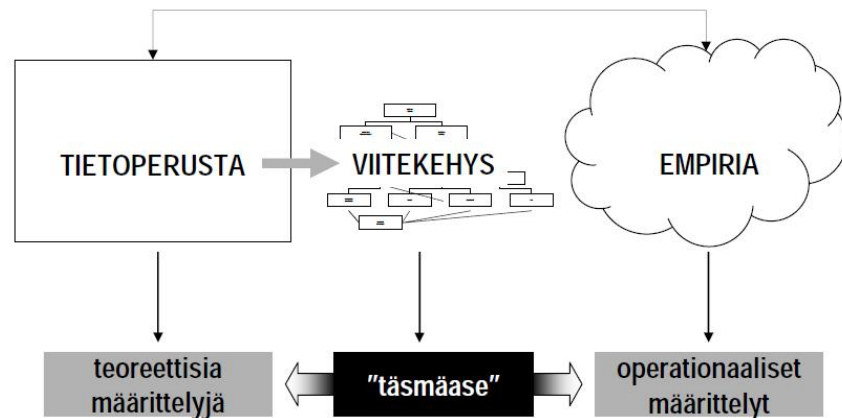 TIETOPERUSTA
VIITEKEHYS
EMPIRIA
teoreettisia
määrittelyjä
"täsmäase"
operationaaliset
määrittelyt